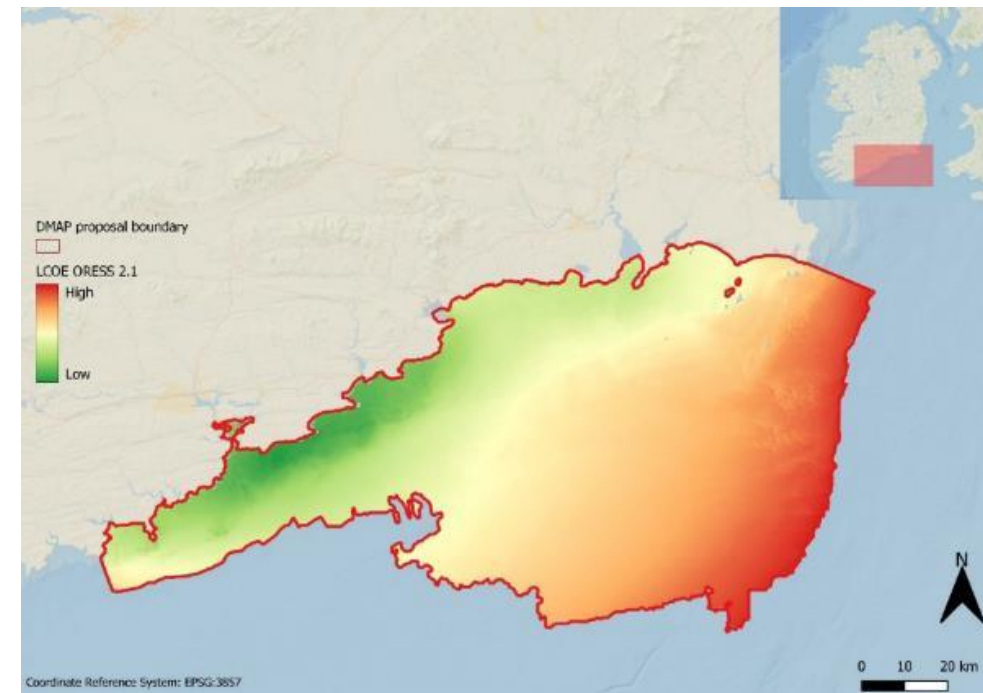 DMAP proposal boundary
LCOE ORESS 2.1
High
Low
N
0 10 20 km
Coordinate Reference System: EPSG:3857